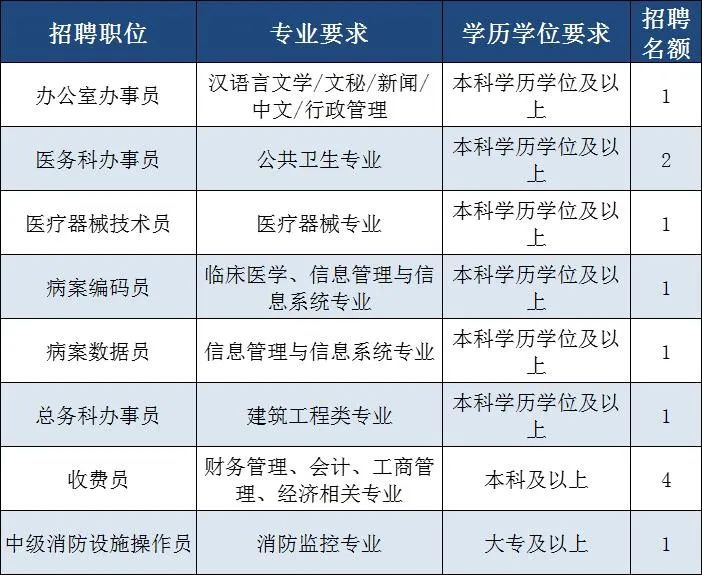 招聘职位
专业要求
学历学位要求
招聘
名额
办公室办事员
汉语言文学/文秘/新闻/
中文/行政管理
本科学历学位及以
上
1
医务科办事员
公共卫生专业
本科学历学位及以
上
2
医疗器械技术员
医疗器械专业
本科学历学位及以
上
1
病案编码员
临床医学、信息管理与信
息系统专业
本科学历学位及以
上
1
病案数据员
信息管理与信息系统专业
本科学历学位及以
上
1
总务科办事员
建筑工程类专业
本科学历学位及以
上
1
收费员
财务管理、会计、工商管
理、经济相关专业
本科及以上
4
中级消防设施操作员
消防监控专业
大专及以上
1